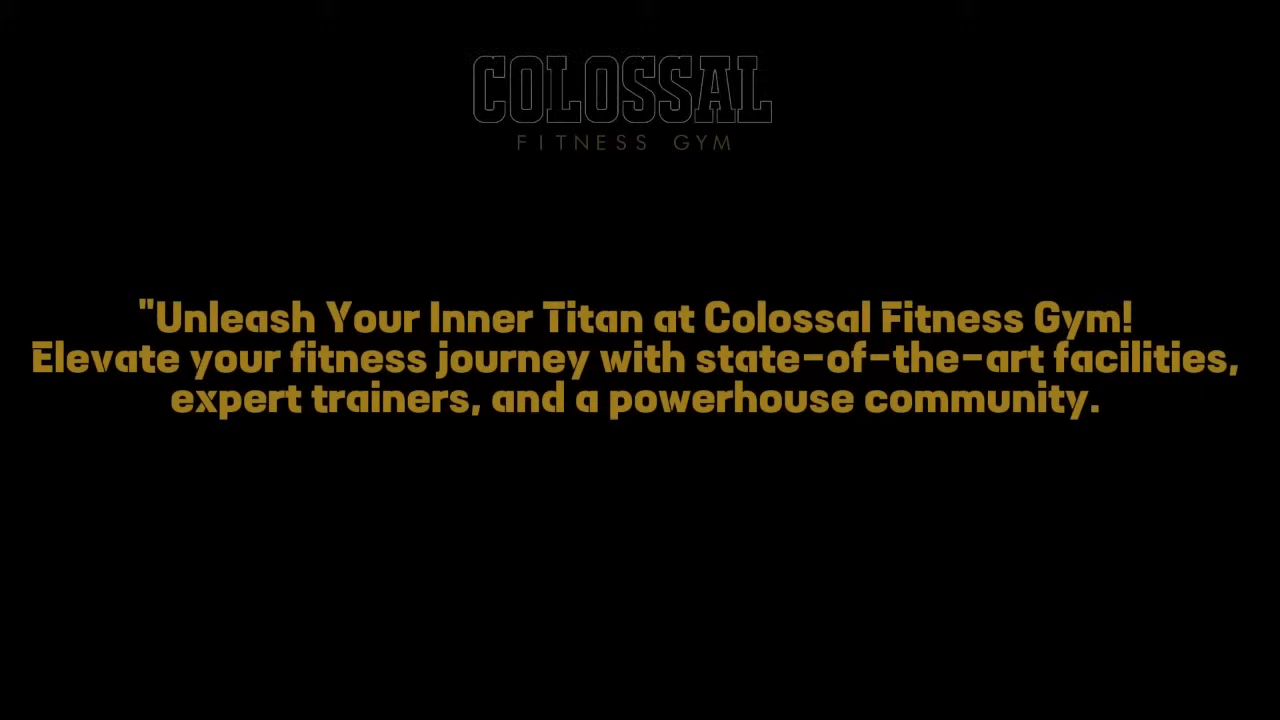 COLOSSAL
FITNESS GYM
"Unleash Your Inner Titan at Colossal Fitness Gym!
Elevate your fitness journey with state-of-the-art facilities,
expert trainers, and a powerhouse community.